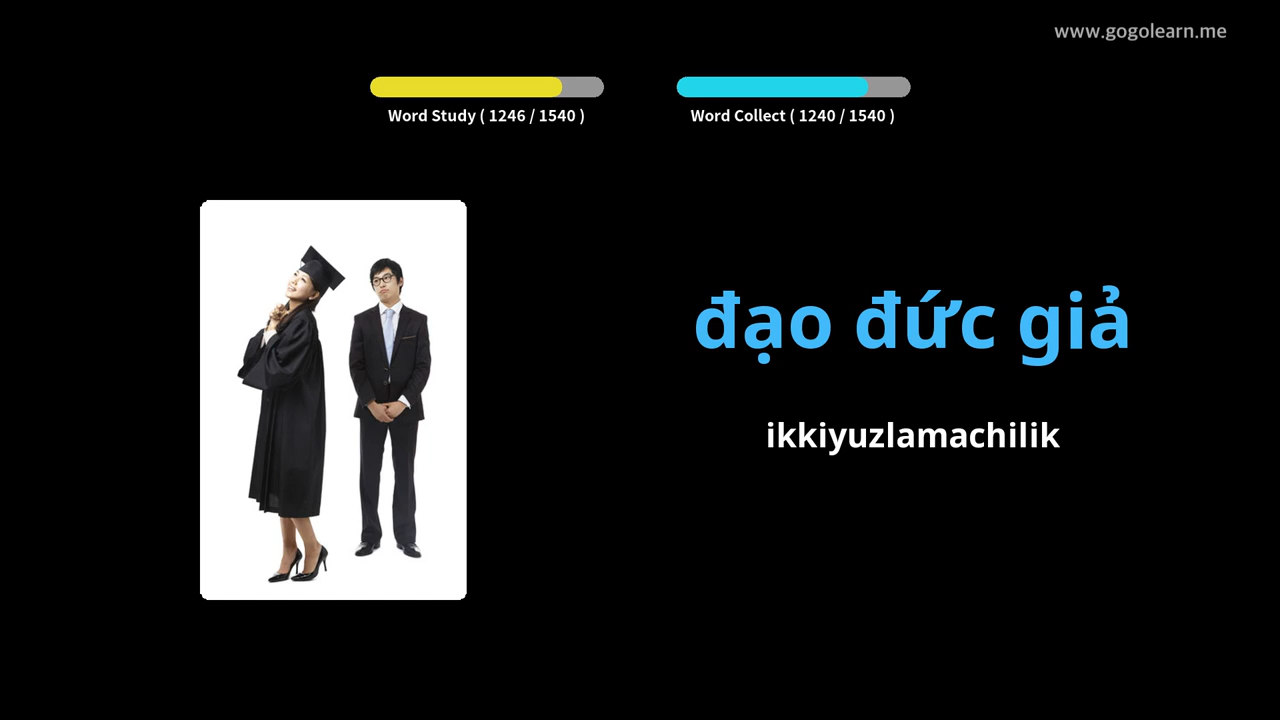 www.gogolearn.me
Word Study ( 1246 / 1540 )
Word Collect ( 1240 / 1540 )
đạo đức giả
ikkiyuzlamachilik